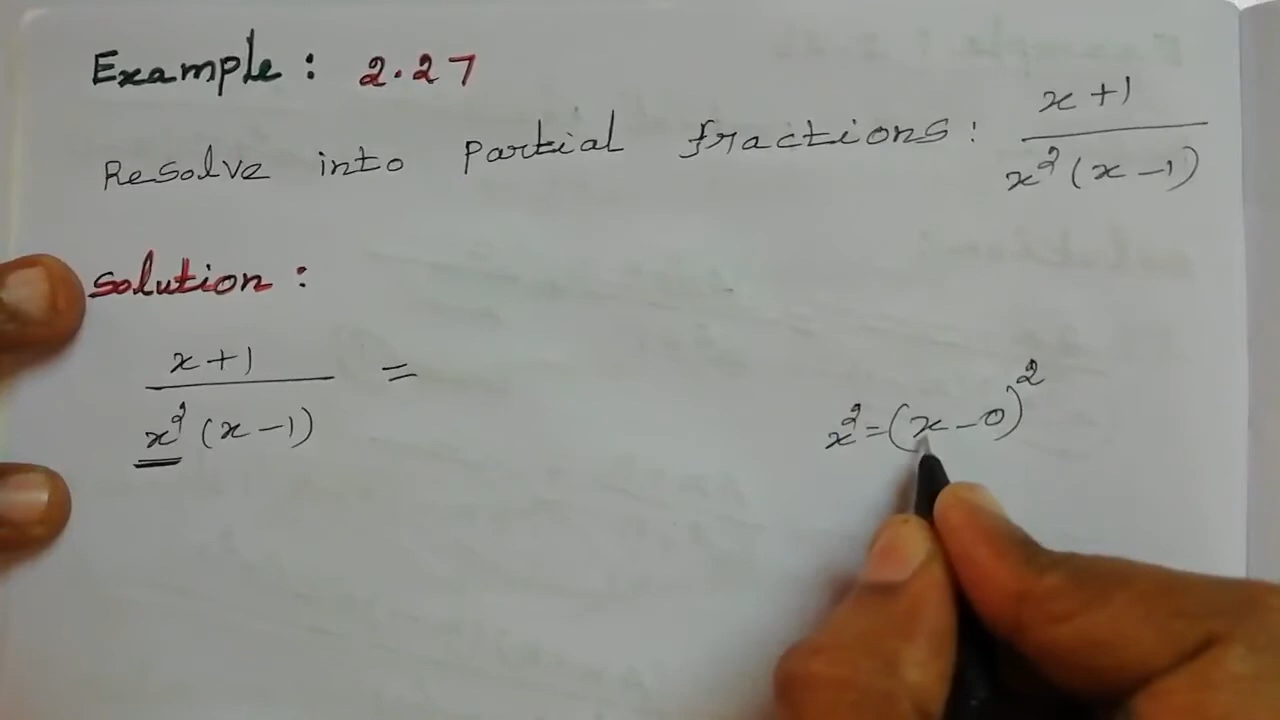 Example : 2.27
Resolve into Partial fractions : x+1 / x²(x-1)
Solution :
x+1 / x²(x-1) =
x²=(x-0)²